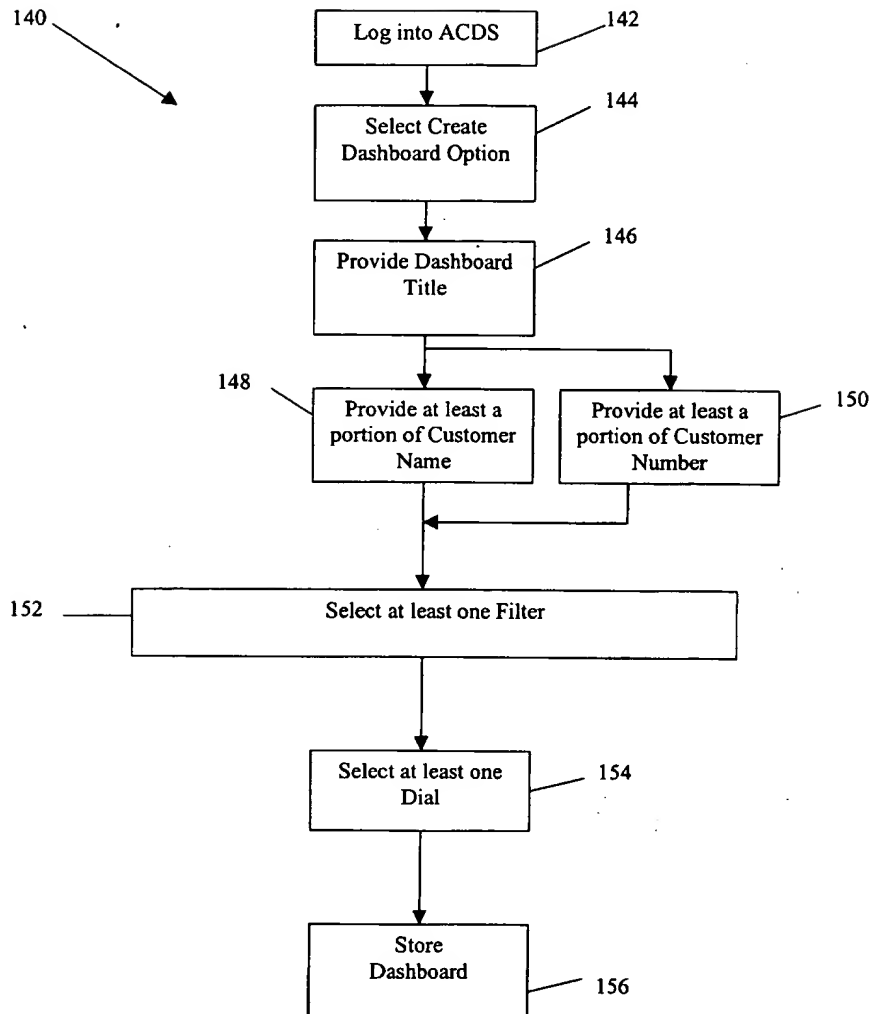 140
Log into ACDS
142
Select Create
Dashboard Option
144
Provide Dashboard
Title
146
148
Provide at least a
portion of Customer
Name
Provide at least a
portion of Customer
Number
150
152
Select at least one Filter
Select at least one
Dial
154
Store
Dashboard
156